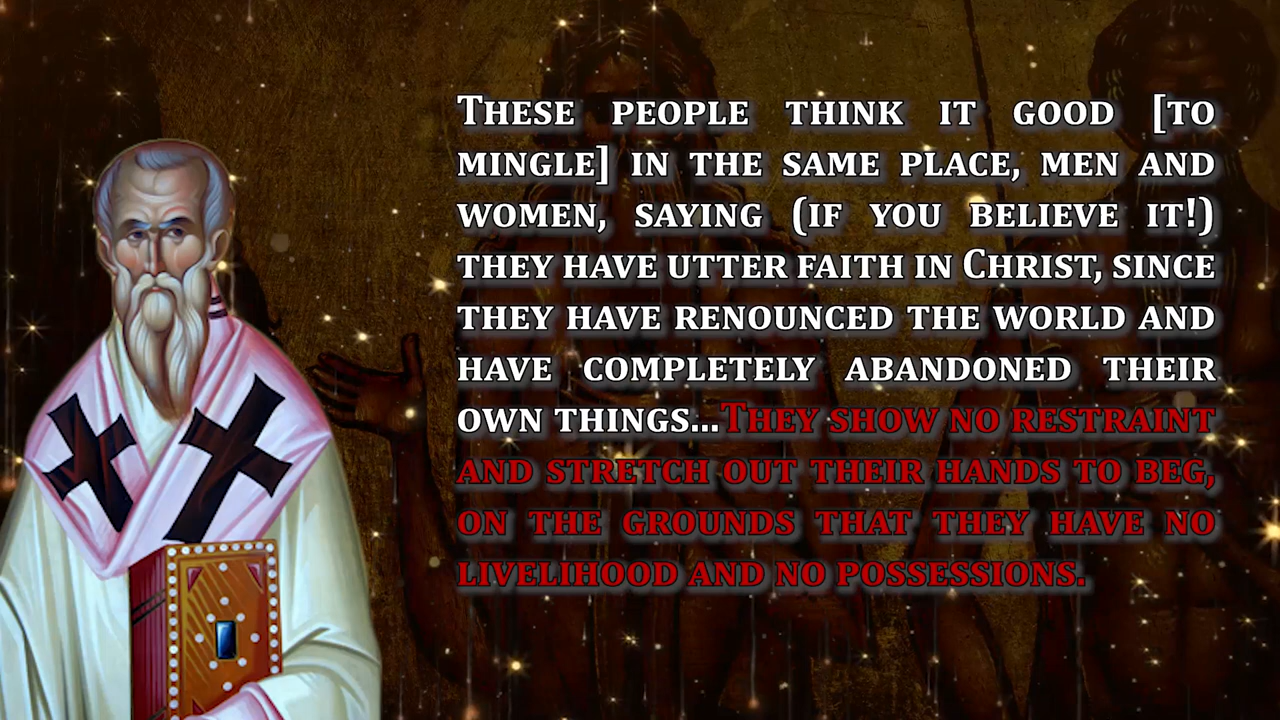 These people think it good [to
mingle] in the same place, men and
women, saying (if you believe it!)
they have utter faith in Christ, since
they have renounced the world and
have completely abandoned their
own things...They show no restraint
and stretch out their hands to beg,
on the grounds that they have no
livelihood and no possessions.